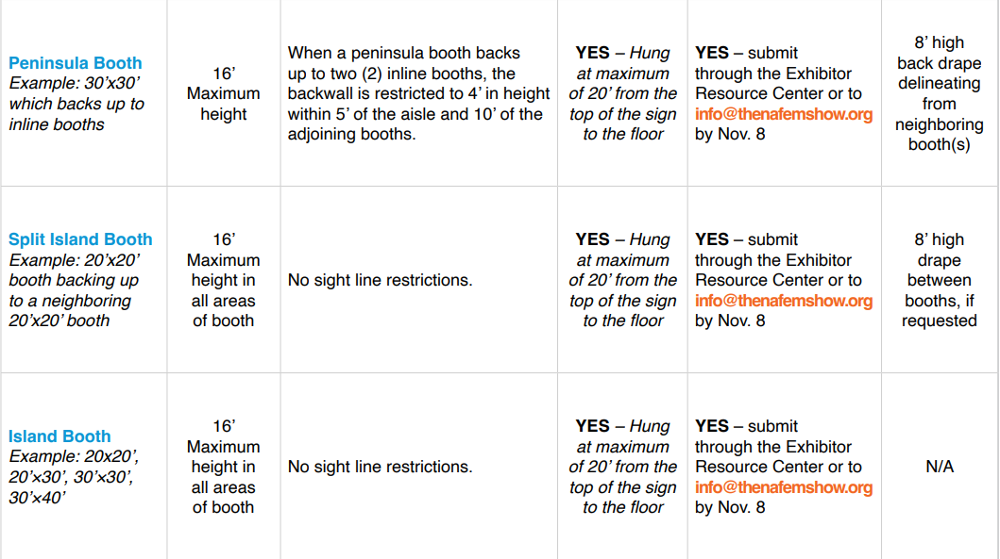 Peninsula Booth
Example: 30’x30’
which backs up to
inline booths
16’
Maximum
height
When a peninsula booth backs
up to two (2) inline booths, the
backwall is restricted to 4’ in height
within 5’ of the aisle and 10’ of the
adjoining booths.
YES – Hung
at maximum
of 20’ from the
top of the sign
to the floor
YES – submit
through the Exhibitor
Resource Center or to
info@thenafemshow.org
by Nov. 8
8’ high
back drape
delineating
from
neighboring
booth(s)
Split Island Booth
Example: 20’x20’
booth backing up
to a neighboring
20’x20’ booth
16’
Maximum
height in
all areas
of booth
No sight line restrictions.
YES – Hung
at maximum
of 20’ from the
top of the sign
to the floor
YES – submit
through the Exhibitor
Resource Center or to
info@thenafemshow.org
by Nov. 8
8’ high
drape
between
booths, if
requested
Island Booth
Example: 20x20’,
20’×30’, 30’×30’,
30’×40’
16’
Maximum
height in
all areas
of booth
No sight line restrictions.
YES – Hung
at maximum
of 20’ from the
top of the sign
to the floor
YES – submit
through the Exhibitor
Resource Center or to
info@thenafemshow.org
by Nov. 8
N/A